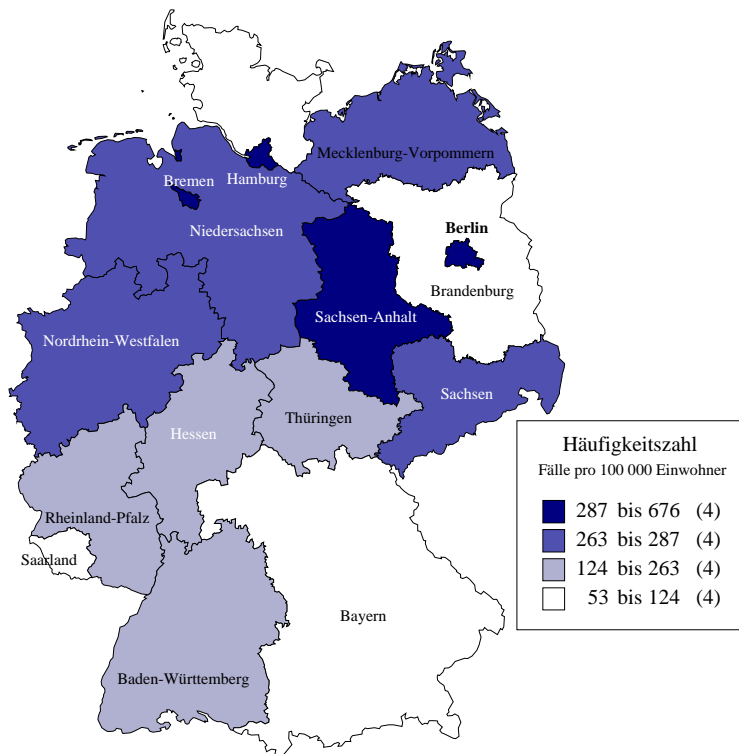 Mecklenburg-Vorpommern
Bremen
Hamburg
Berlin
Niedersachsen
Brandenburg
Sachsen-Anhalt
Nordrhein-Westfalen
Sachsen
Thüringen
Hessen
Rheinland-Pfalz
Saarland
Bayern
Baden-Württemberg
Häufigkeitszahl
Fälle pro 100 000 Einwohner
287 bis 676 (4)
263 bis 287 (4)
124 bis 263 (4)
53 bis 124 (4)